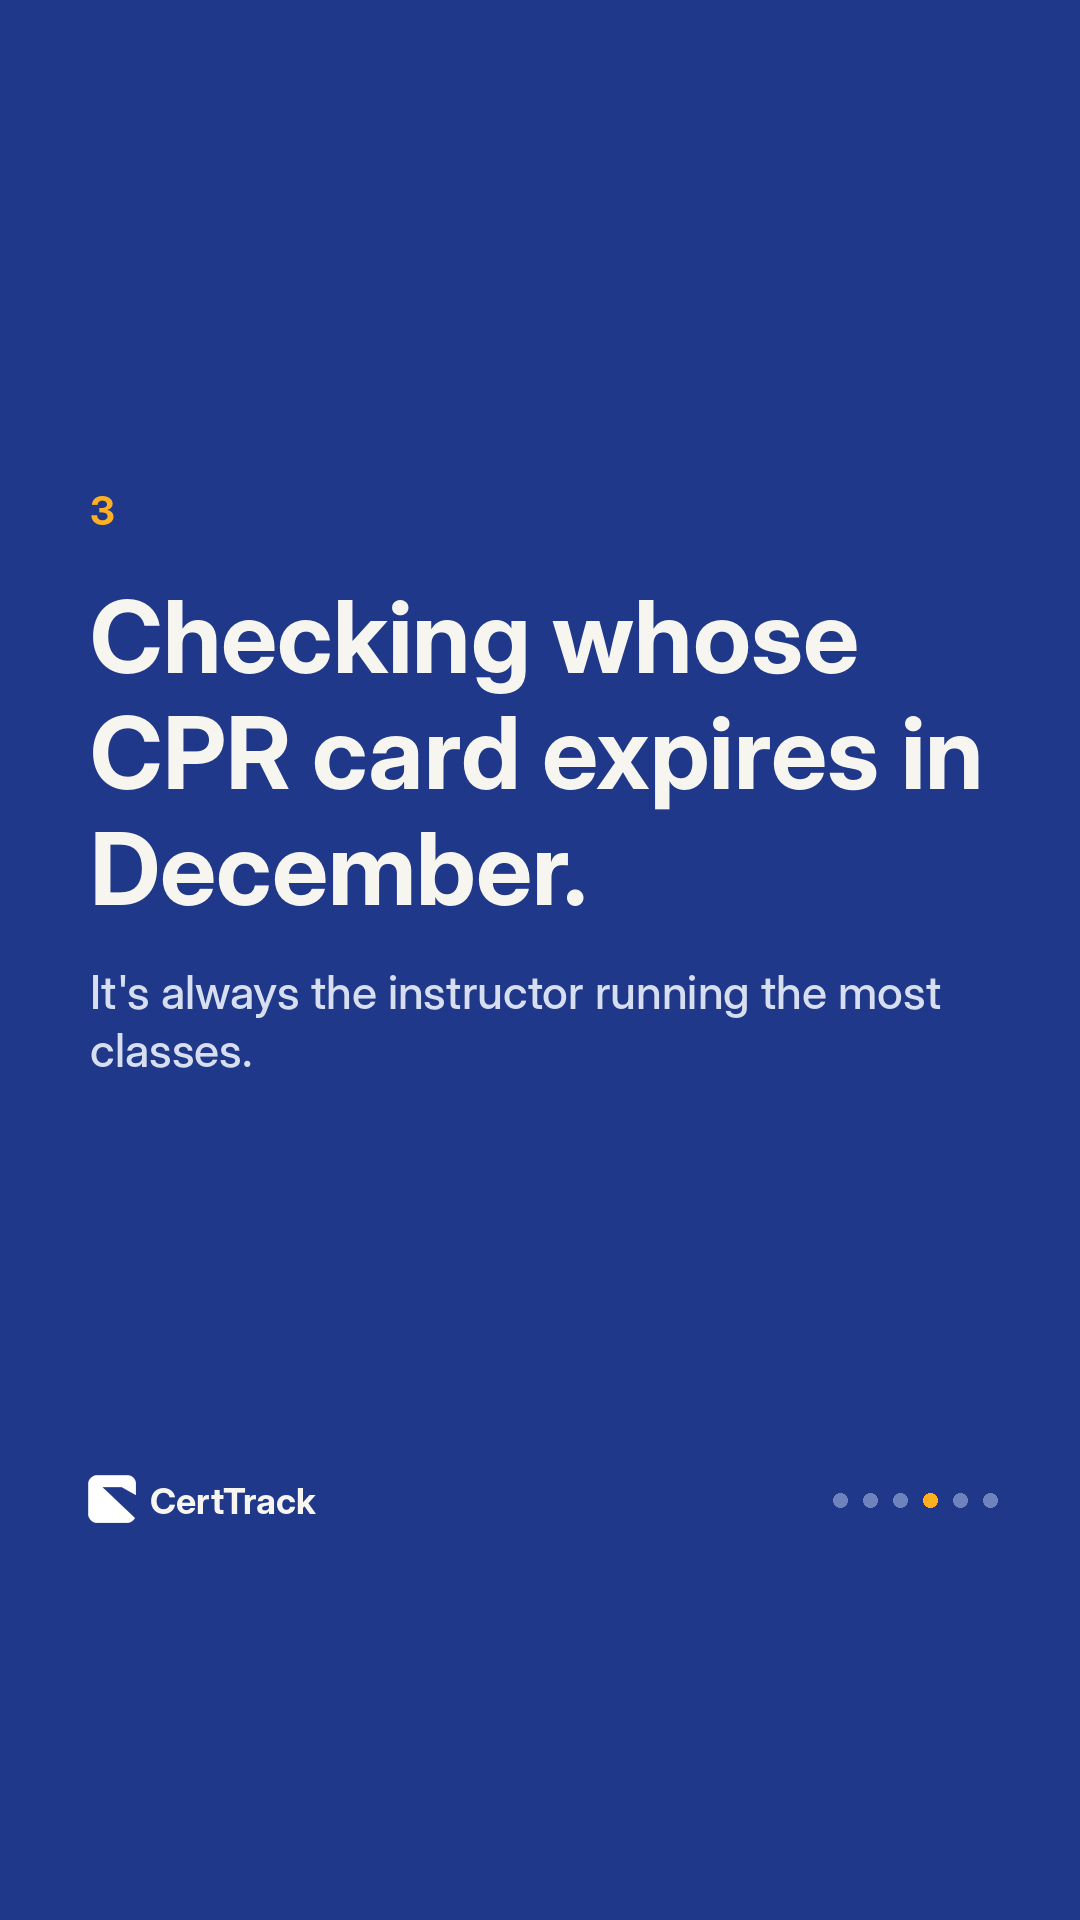 3
Checking whose
CPR card expires in
December.
It's always the instructor running the most
classes.
CertTrack